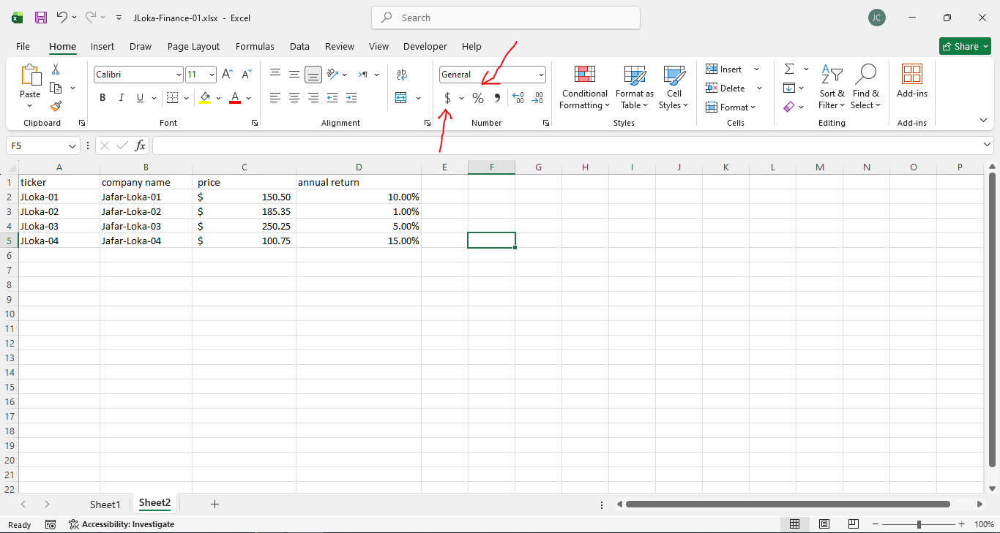 JLoka-Finance-01.xlsx - Excel
Search
JC
File Home Insert Draw Page Layout Formulas Data Review View Developer Help
Share
Paste
Clipboard
Calibri 11 A A
B I U A
Font
ab
Alignment
General
$ % , .00 .00
Number
Conditional Formatting
Format as Table
Cell Styles
Styles
Insert
Delete
Format
Cells
Sort & Filter
Find & Select
Editing
Add-ins
Add-ins
F5
fx
A B C D E F G H I J K L M N O P
1 ticker company name price annual return
2 JLoka-01 Jafar-Loka-01 $ 150.50 10.00%
3 JLoka-02 Jafar-Loka-02 $ 185.35 1.00%
4 JLoka-03 Jafar-Loka-03 $ 250.25 5.00%
5 JLoka-04 Jafar-Loka-04 $ 100.75 15.00%
6
7
8
9
10
11
12
13
14
15
16
17
18
19
20
21
22
Sheet1 Sheet2
Ready Accessibility: Investigate
100%